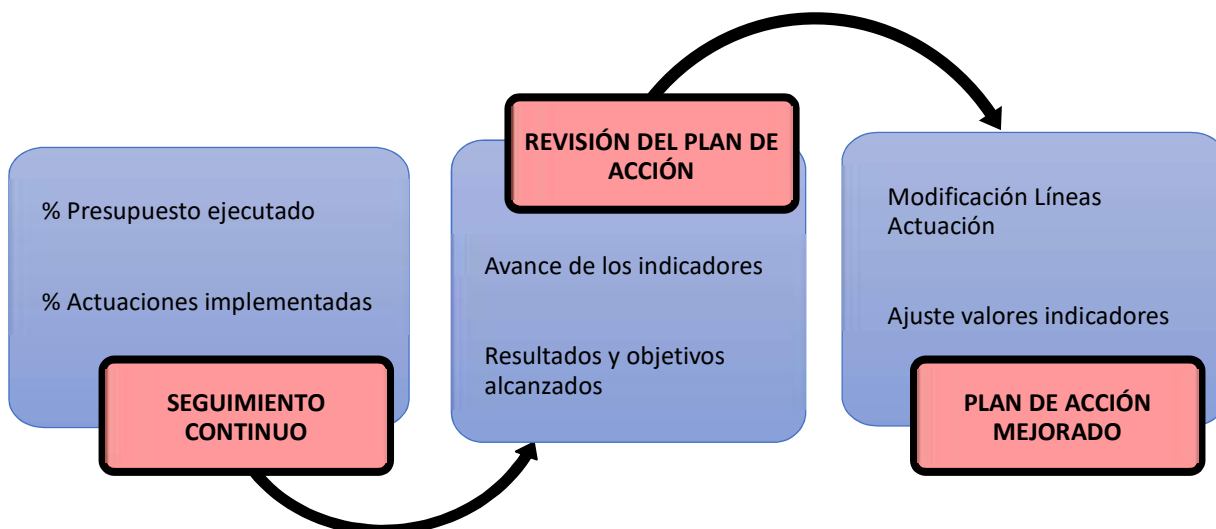 % Presupuesto ejecutado
% Actuaciones implementadas
SEGUIMIENTO
CONTINUO
REVISIÓN DEL PLAN DE
ACCIÓN
Avance de los indicadores
Resultados y objetivos
alcanzados
Modificación Líneas
Actuación
Ajuste valores indicadores
PLAN DE ACCIÓN
MEJORADO